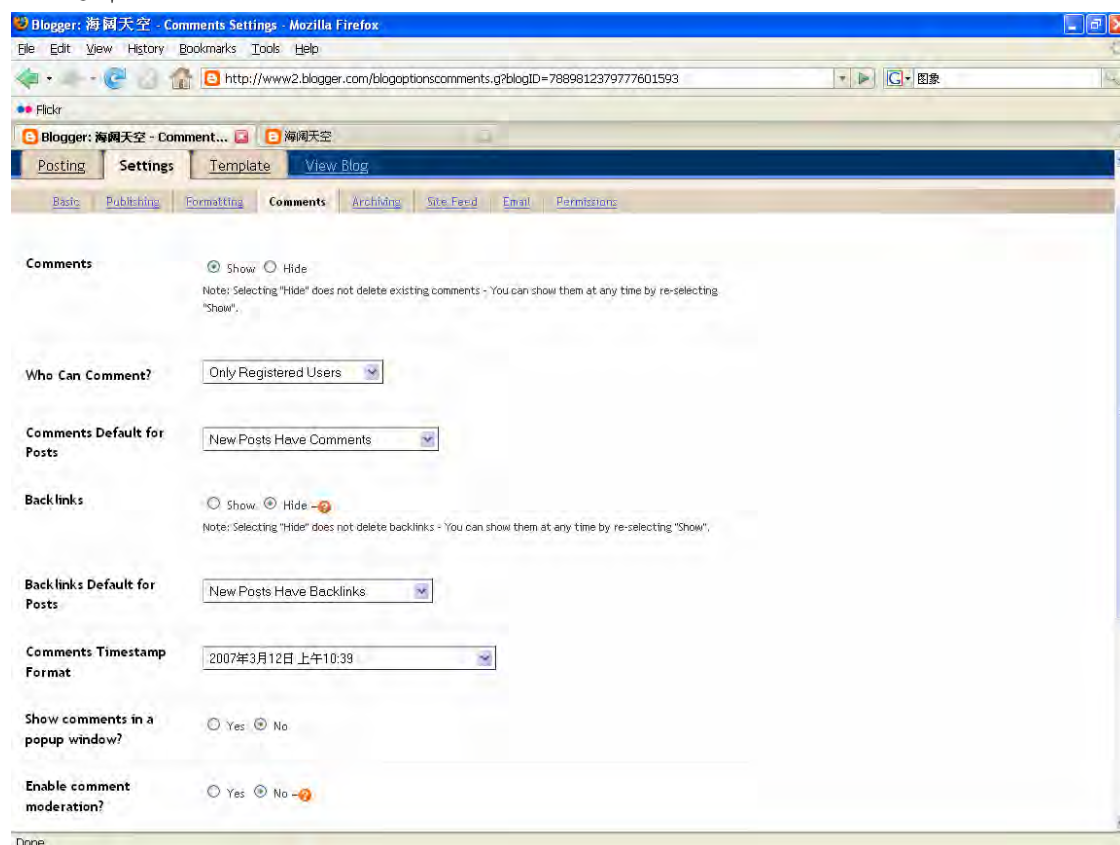 Blogger: 海阔天空 - Comments Settings - Mozilla Firefox
File Edit View History Bookmarks Tools Help
http://www2.blogger.com/blogoptionscomments.g?blogID=7889812379777601593
图象
Flickr
Blogger: 海阔天空 - Comment...
海阔天空
Posting Settings Template View Blog
Basic Publishing Formatting Comments Archiving Site Feed Email Permissions
Comments
Show Hide
Note: Selecting "Hide" does not delete existing comments - You can show them at any time by re-selecting
"Show".
Who Can Comment?
Only Registered Users
Comments Default for
Posts
New Posts Have Comments
Backlinks
Show Hide
Note: Selecting "Hide" does not delete backlinks - You can show them at any time by re-selecting "Show".
Backlinks Default for
Posts
New Posts Have Backlinks
Comments Timestamp
Format
2007年3月12日 上午10:39
Show comments in a
popup window?
Yes No
Enable comment
moderation?
Yes No
Done